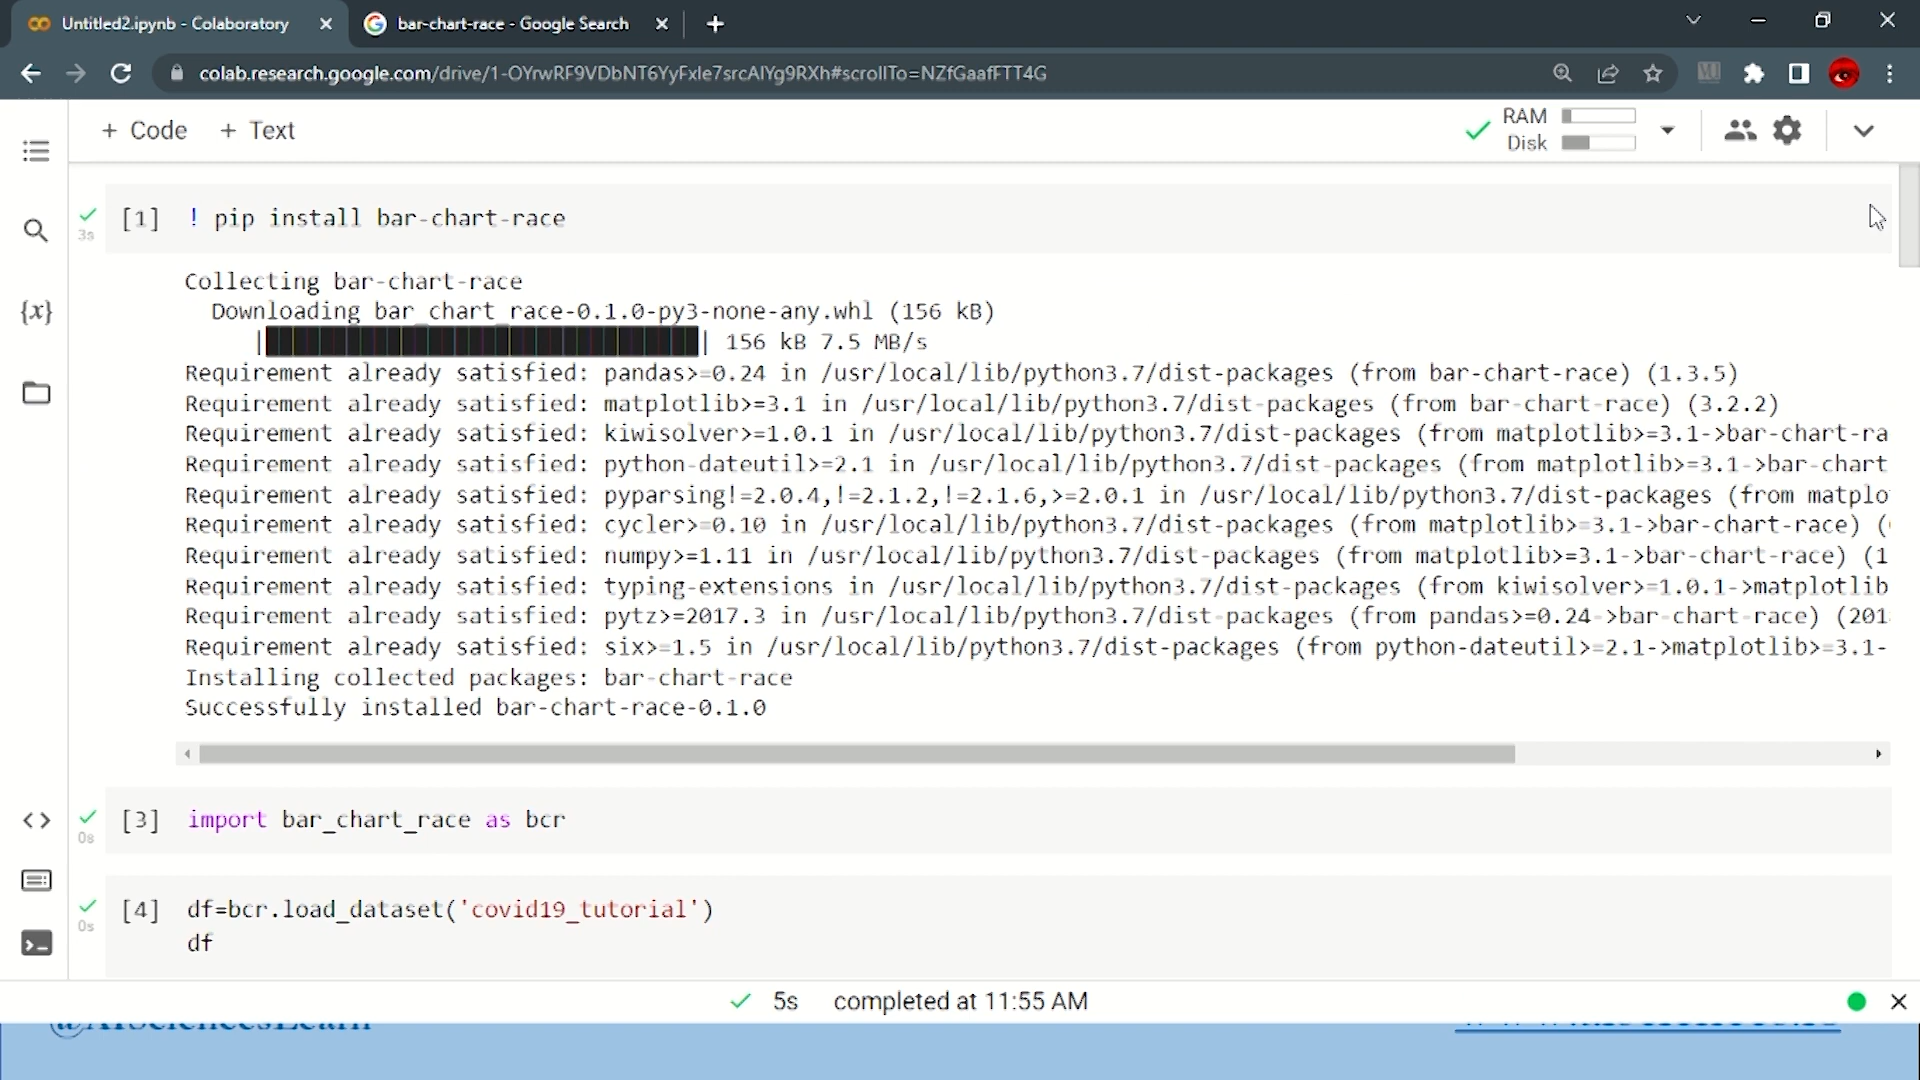 Untitled2.ipynb - Colaboratory
bar-chart-race - Google Search
colab.research.google.com/drive/1-OYrwRF9VDbNT6YyFxle7srcAlYg9RXh#scrollTo=NZfGaafFTT4G
+ Code + Text
RAM
Disk
[1] ! pip install bar-chart-race
3s
Collecting bar-chart-race
Downloading bar_chart_race-0.1.0-py3-none-any.whl (156 kB)
| 156 kB 7.5 MB/s
Requirement already satisfied: pandas>=0.24 in /usr/local/lib/python3.7/dist-packages (from bar-chart-race) (1.3.5)
Requirement already satisfied: matplotlib>=3.1 in /usr/local/lib/python3.7/dist-packages (from bar-chart-race) (3.2.2)
Requirement already satisfied: kiwisolver>=1.0.1 in /usr/local/lib/python3.7/dist-packages (from matplotlib>=3.1->bar-chart-ra
Requirement already satisfied: python-dateutil>=2.1 in /usr/local/lib/python3.7/dist-packages (from matplotlib>=3.1->bar-chart
Requirement already satisfied: pyparsing!=2.0.4,!=2.1.2,!=2.1.6,>=2.0.1 in /usr/local/lib/python3.7/dist-packages (from matplo
Requirement already satisfied: cycler>=0.10 in /usr/local/lib/python3.7/dist-packages (from matplotlib>=3.1->bar-chart-race) (
Requirement already satisfied: numpy>=1.11 in /usr/local/lib/python3.7/dist-packages (from matplotlib>=3.1->bar-chart-race) (1
Requirement already satisfied: typing-extensions in /usr/local/lib/python3.7/dist-packages (from kiwisolver>=1.0.1->matplotlib
Requirement already satisfied: pytz>=2017.3 in /usr/local/lib/python3.7/dist-packages (from pandas>=0.24->bar-chart-race) (201
Requirement already satisfied: six>=1.5 in /usr/local/lib/python3.7/dist-packages (from python-dateutil>=2.1->matplotlib>=3.1-
Installing collected packages: bar-chart-race
Successfully installed bar-chart-race-0.1.0
[3] import bar_chart_race as bcr
0s
[4] df=bcr.load_dataset('covid19_tutorial')
0s
df
5s completed at 11:55 AM
@AISciencesLearn